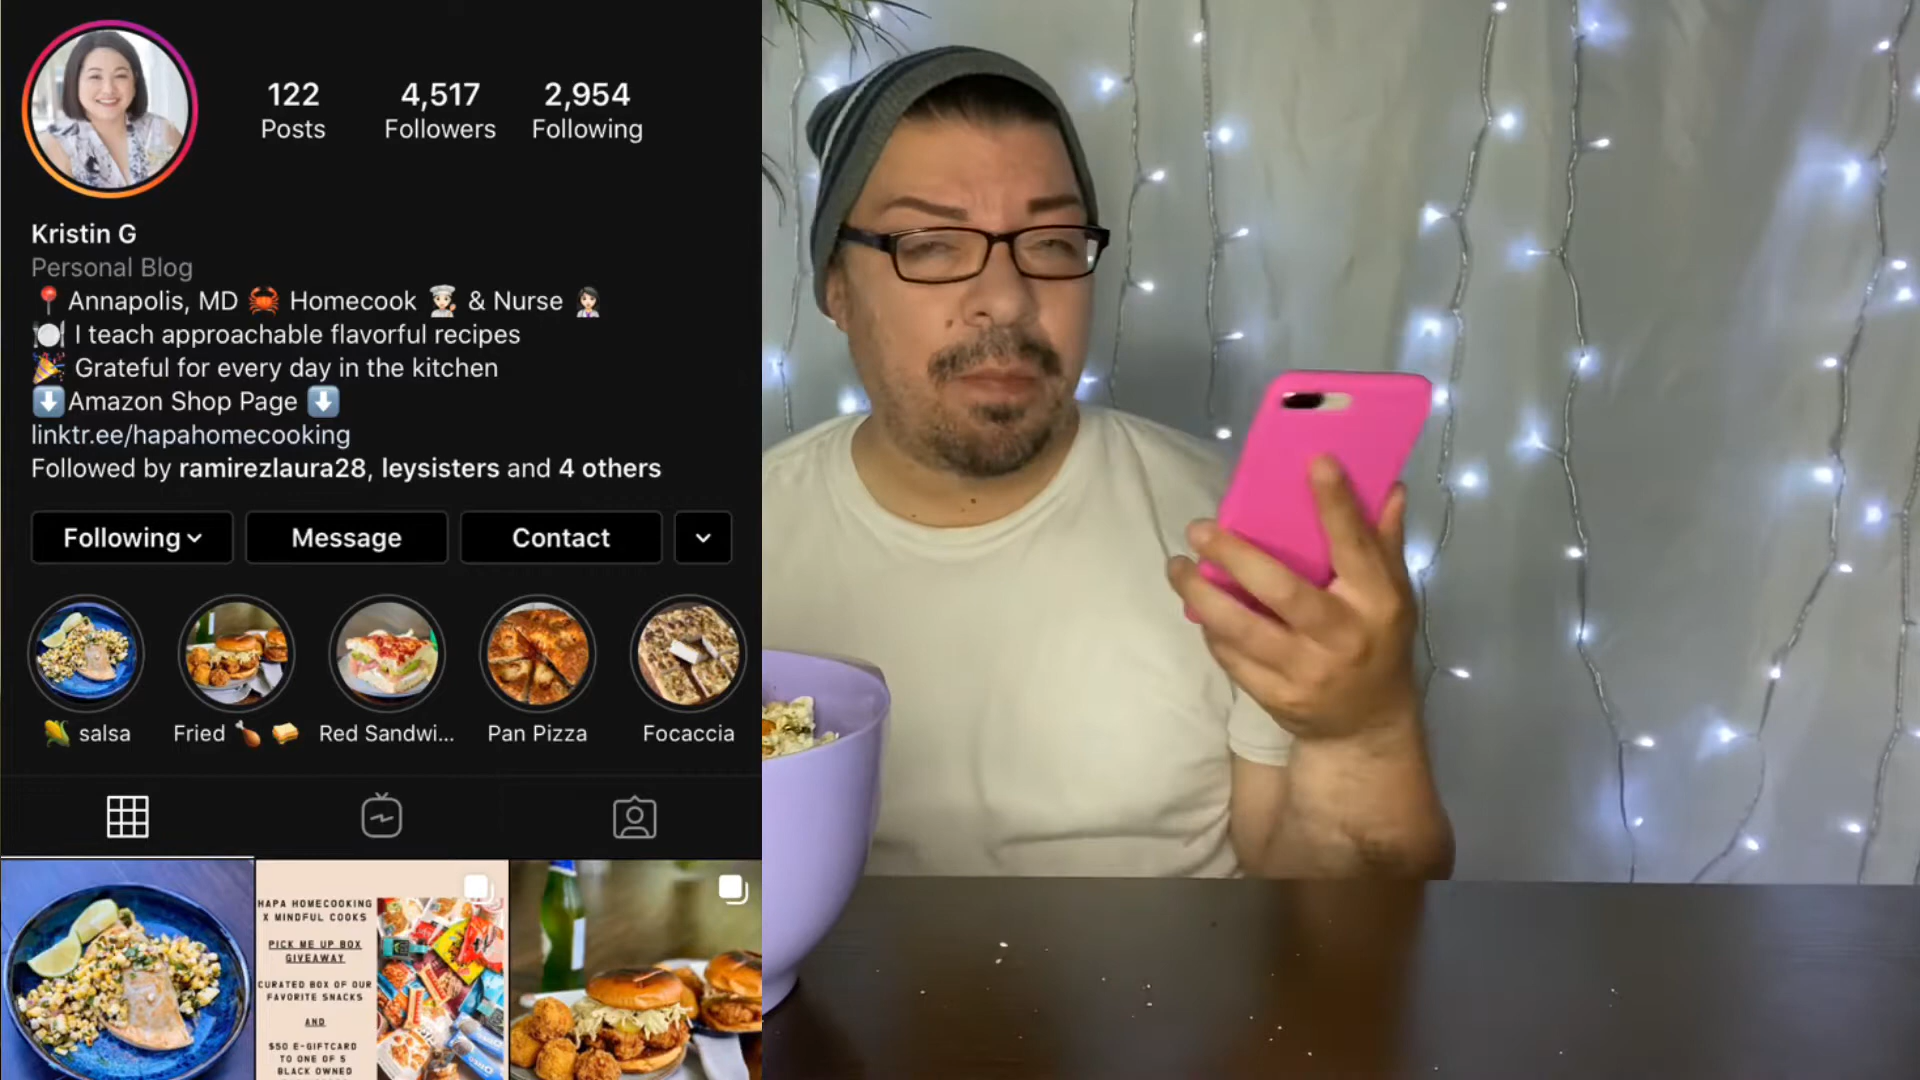 122
Posts
4,517
Followers
2,954
Following
Kristin G
Personal Blog
📍 Annapolis, MD 🦀 Homecook 👩🏻‍🍳 & Nurse 👩🏻‍⚕️
🍽️ I teach approachable flavorful recipes
🎉 Grateful for every day in the kitchen
⬇️Amazon Shop Page ⬇️
linktr.ee/hapahomecooking
Followed by ramirezlaura28, leysisters and 4 others
Following
Message
Contact
🌽 salsa
Fried 🍗 🍞
Red Sandwi...
Pan Pizza
Focaccia
HAPA HOMECOOKING
X MINDFUL COOKS
PICK ME UP BOX
GIVEAWAY
CURATED BOX OF OUR
FAVORITE SNACKS
AND
$50 E-GIFTCARD
TO ONE OF 5
BLACK OWNED